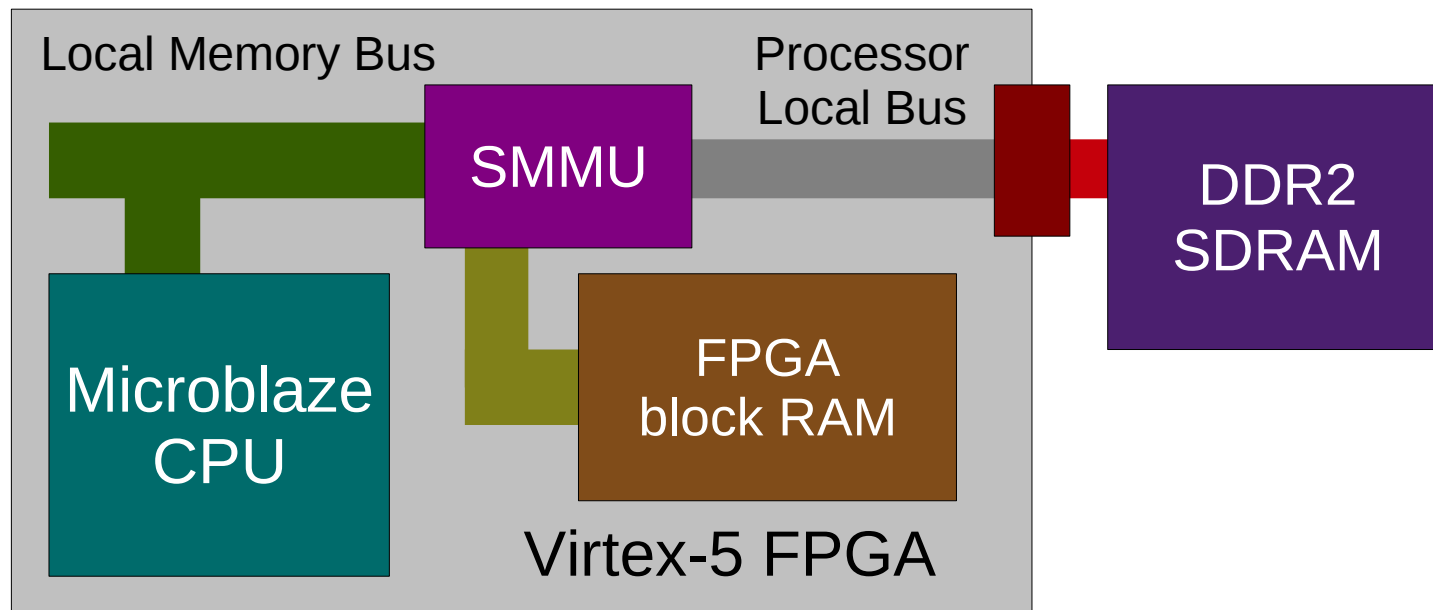 Local Memory Bus
Processor
Local Bus
SMMU
DDR2
SDRAM
Microblaze
CPU
FPGA
block RAM
Virtex-5 FPGA